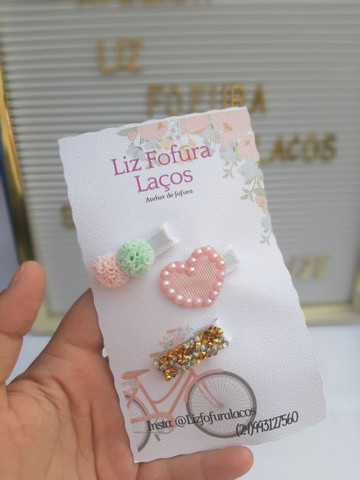 LIZ
FOFURA
LAÇOS
Liz Fofura
Laços
Atelier de fofura
Insta: @Lizfofuralacos
(24)993127560